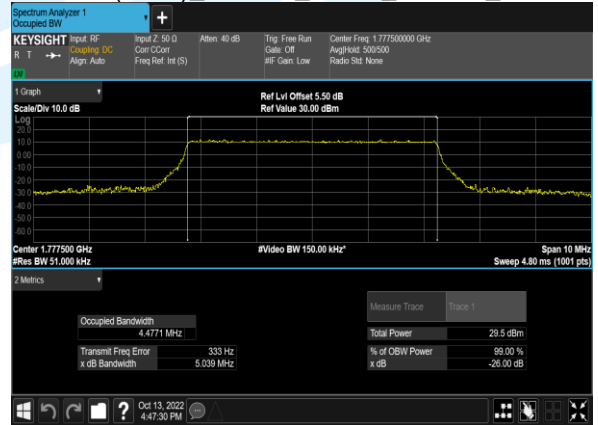 Spectrum Analyzer 1
Occupied BW
+
KEYSIGHT Input: RF Input Z: 50 Ω Atten: 40 dB Trig: Free Run Center Freq: 1.777500000 GHz
R T Coupling: DC Corr CCorr Gate: Off Avg|Hold: 500/500
Align: Auto Freq Ref: Int (S) #IF Gain: Low Radio Std: None
LV
1 Graph
Ref Lvl Offset 5.50 dB
Scale/Div 10.0 dB Ref Value 30.00 dBm
Log
20.0
10.0
0.00
-10.0
-20.0
-30.0
-40.0
-50.0
-60.0
Center 1.777500 GHz #Video BW 150.00 kHz* Span 10 MHz
#Res BW 51.000 kHz Sweep 4.80 ms (1001 pts)
2 Metrics
Measure Trace Trace 1
Occupied Bandwidth
4.4771 MHz
Total Power 29.5 dBm
Transmit Freq Error 333 Hz % of OBW Power 99.00 %
x dB Bandwidth 5.039 MHz x dB -26.00 dB
? Oct 13, 2022
4:47:30 PM